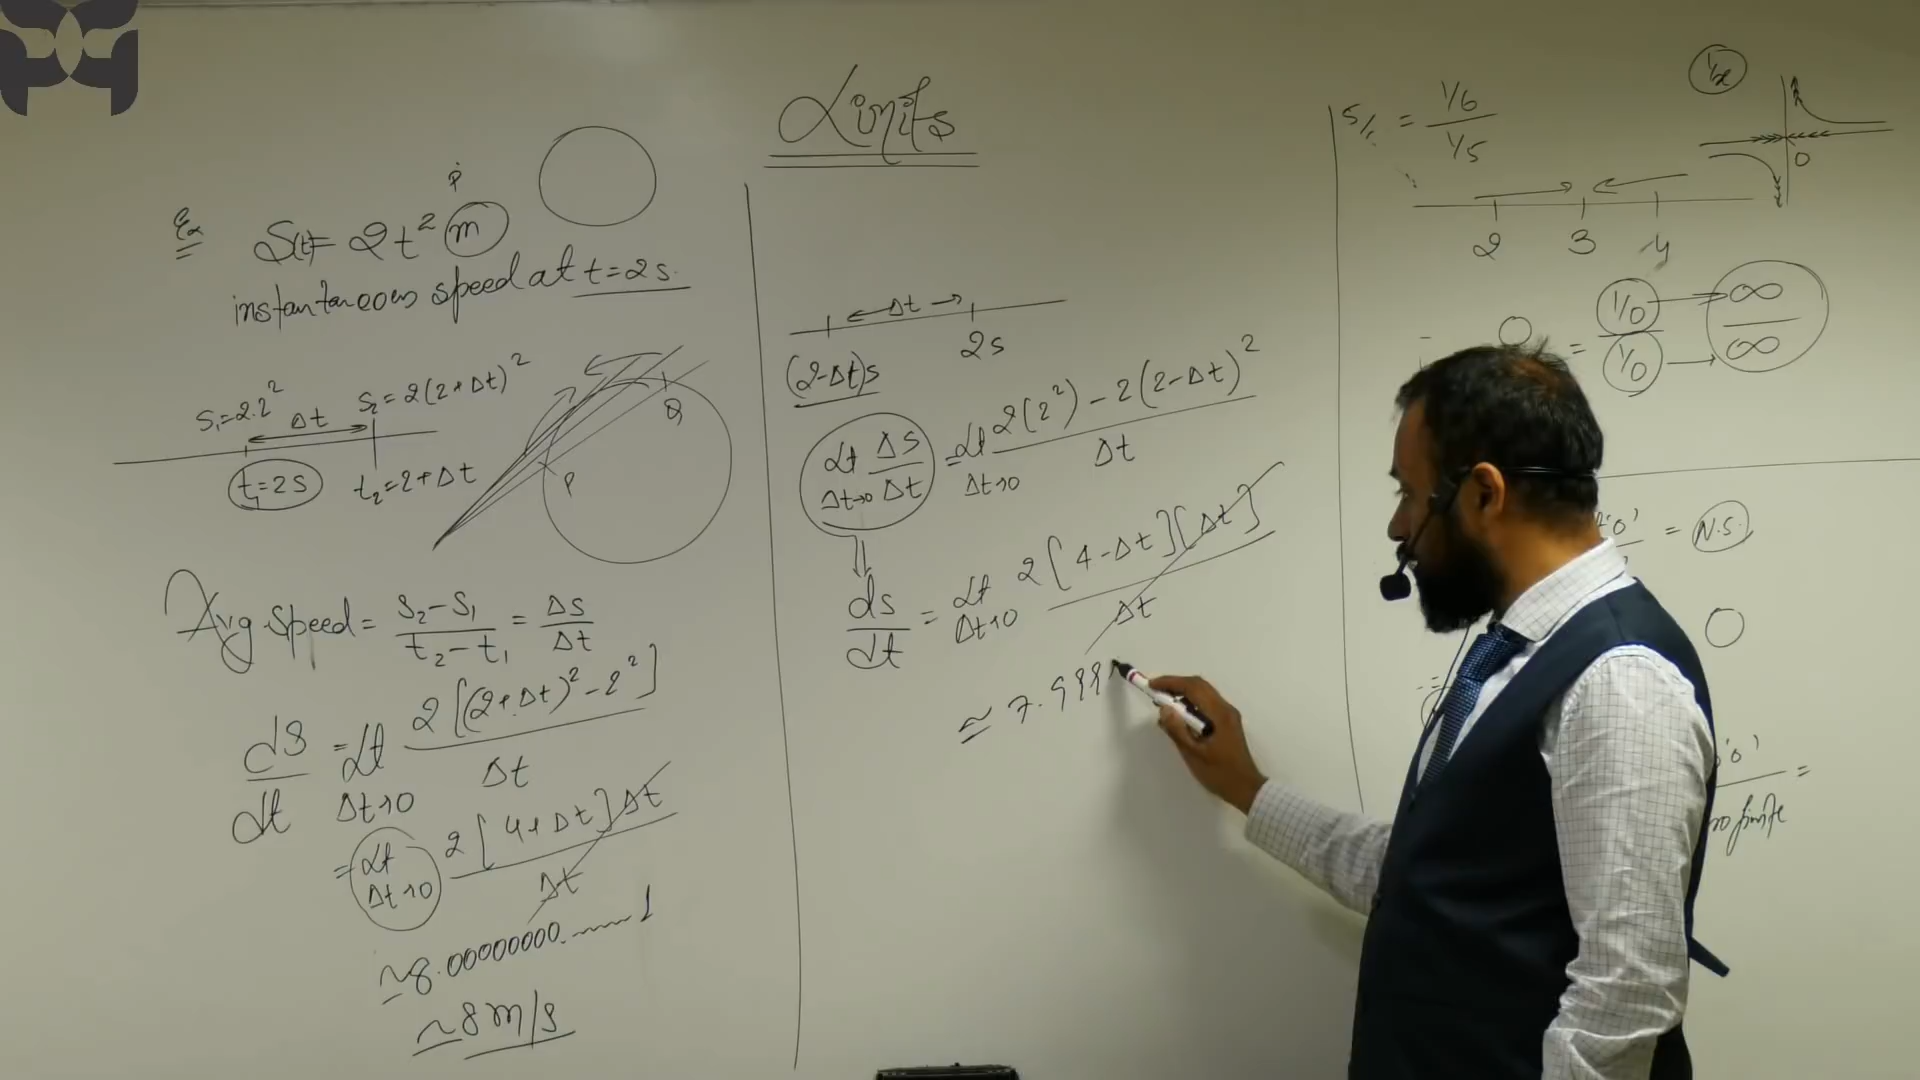 Limits
Ex
S(t)= 2t² m
instantaneous speed at t=2s.
S₁=2.2²
Δt
S₂=2(2+Δt)²
t₁=2s
t₂=2+Δt
P
Q
Avg Speed = S₂-S₁/t₂-t₁ = Δs/Δt
ds/dt = Lt Δt→0 2[(2+Δt)²-2²]/Δt
= Lt Δt→0 2[4+Δt]Δt/Δt
~8.00000000.----1
~8m/s
Δt
(2-Δt)s
2s
Lt Δt→0 Δs/Δt = Lt Δt→0 2(2²)-2(2-Δt)²/Δt
ds/dt = Lt Δt→0 2[4-Δt][Δt]/Δt
≈ 7.999
= 1/6 / 1/5
1/x
0
2 3 4
0
= 1/0 / 1/0
∞/∞
'0'
= N.S.
0
'0'
=